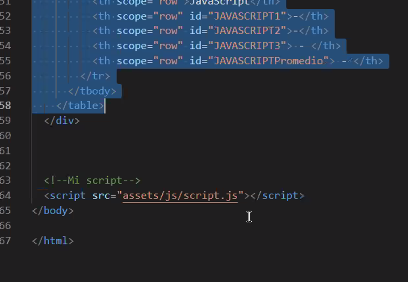 51 <th scope="row">JavaScript</th>
52 <th scope="row" id="JAVASCRIPT1">-</th>
53 <th scope="row" id="JAVASCRIPT2">-</th>
54 <th scope="row" id="JAVASCRIPT3"> - </th>
55 <th scope="row" id="JAVASCRIPTPromedio"> - </th>
56 </tr>
57 </tbody>
58 </table>
59 </div>
60
61
62
63 <!--Mi script-->
64 <script src="assets/js/script.js"></script>
65 </body>
66
67 </html>